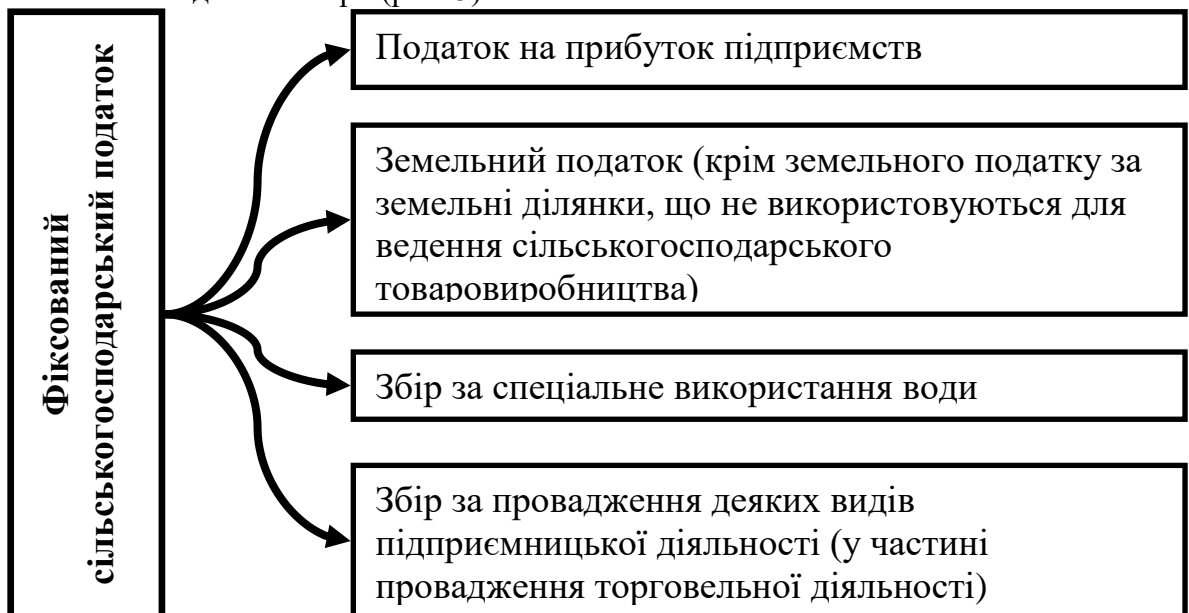 Фіксований
сільськогосподарський податок
Податок на прибуток підприємств
Земельний податок (крім земельного податку за
земельні ділянки, що не використовуються для
ведення сільськогосподарського
товаровиробництва)
Збір за спеціальне використання води
Збір за провадження деяких видів
підприємницької діяльності (у частині
провадження торговельної діяльності)